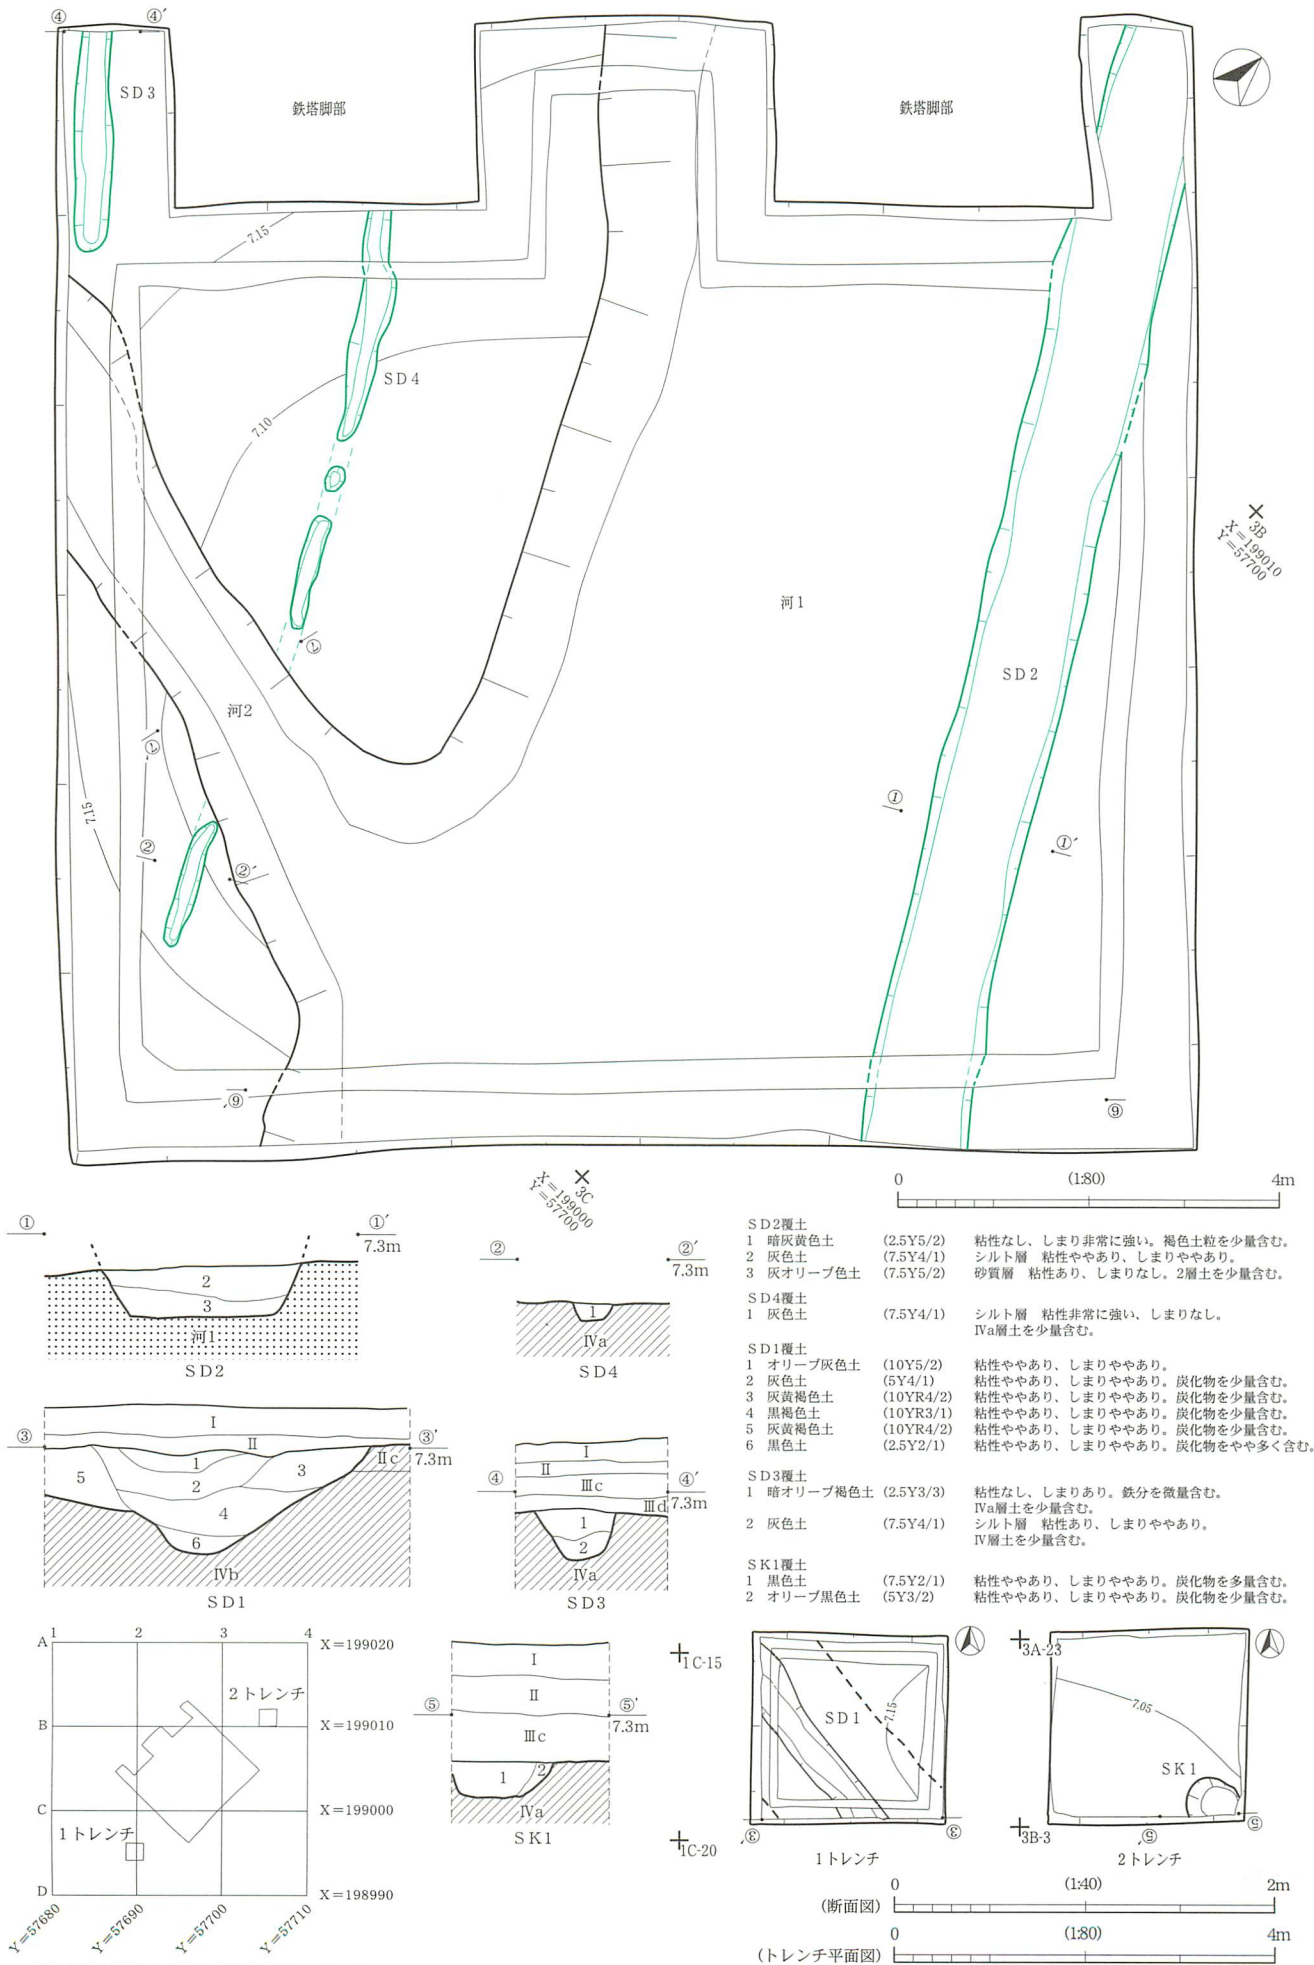 ④ ④′
SD3
鉄塔脚部
鉄塔脚部
7.15
SD4
7.10
3B
X=199010
Y=57700
河1
②
SD2
河2
②
7.15
①
①′
②
②′
⑥′
⑥
3C
X=199000
Y=57700
0 (1:80) 4m
① ①′
7.3m
2
3
河1
SD2
② ②′
7.3m
1
Ⅳa
SD4
SD2覆土
1 暗灰黄色土 (2.5Y5/2) 粘性なし、しまり非常に強い。褐色土粒を少量含む。
2 灰色土 (7.5Y4/1) シルト層 粘性ややあり、しまりややあり。
3 灰オリーブ色土 (7.5Y5/2) 砂質層 粘性あり、しまりなし。2層土を少量含む。
SD4覆土
1 灰色土 (7.5Y4/1) シルト層 粘性非常に強い、しまりなし。
Ⅳa層土を少量含む。
SD1覆土
1 オリーブ灰色土 (10Y5/2) 粘性ややあり、しまりややあり。
2 灰色土 (5Y4/1) 粘性ややあり、しまりややあり。炭化物を少量含む。
3 灰黄褐色土 (10YR4/2) 粘性ややあり、しまりややあり。炭化物を少量含む。
4 黒褐色土 (10YR3/1) 粘性ややあり、しまりややあり。炭化物を少量含む。
5 灰黄褐色土 (10YR4/2) 粘性ややあり、しまりややあり。炭化物を少量含む。
6 黒色土 (2.5Y2/1) 粘性ややあり、しまりややあり。炭化物をやや多く含む。
SD3覆土
1 暗オリーブ褐色土 (2.5Y3/3) 粘性なし、しまりあり。鉄分を微量含む。
Ⅳa層土を少量含む。
2 灰色土 (7.5Y4/1) シルト層 粘性あり、しまりややあり。
Ⅳ層土を少量含む。
SK1覆土
1 黒色土 (7.5Y2/1) 粘性ややあり、しまりややあり。炭化物を多量含む。
2 オリーブ黒色土 (5Y3/2) 粘性ややあり、しまりややあり。炭化物を少量含む。
Ⅰ
③ Ⅱ ③′
7.3m
Ⅱc
1
2
3
5
4
6
Ⅳb
SD1
Ⅰ
Ⅱ
Ⅲc
④ ④′
Ⅲd 7.3m
1
2
Ⅳa
SD3
1 2 3 4
A X=199020
2トレンチ
B X=199010
C X=199000
1トレンチ
D X=198990
Y=57680 Y=57690 Y=57700 Y=57710
Ⅰ
Ⅱ
⑤ ⑤′
7.3m
Ⅲc
1 2
Ⅳa
SK1
1C-15
1C-20
SD1
7.15
③′ ③
1トレンチ
3A-23
3B-3
7.05
SK1
⑤′ ⑤
2トレンチ
0 (1:40) 2m
(断面図)
0 (1:80) 4m
(トレンチ平面図)